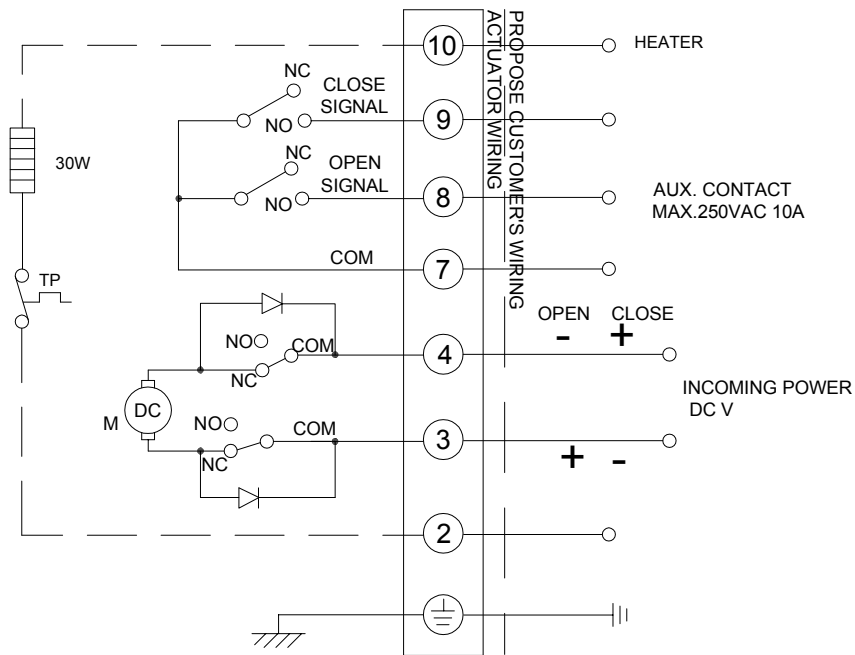 10
HEATER
NC
CLOSE
SIGNAL
NO
9
PROPOSE CUSTOMER'S WIRING
ACTUATOR WIRING
30W
NC
OPEN
SIGNAL
NO
8
AUX. CONTACT
MAX.250VAC 10A
COM
7
TP
OPEN CLOSE
- +
NO
COM
NC
4
INCOMING POWER
DC V
DC
M
NO
COM
NC
3
+ -
2